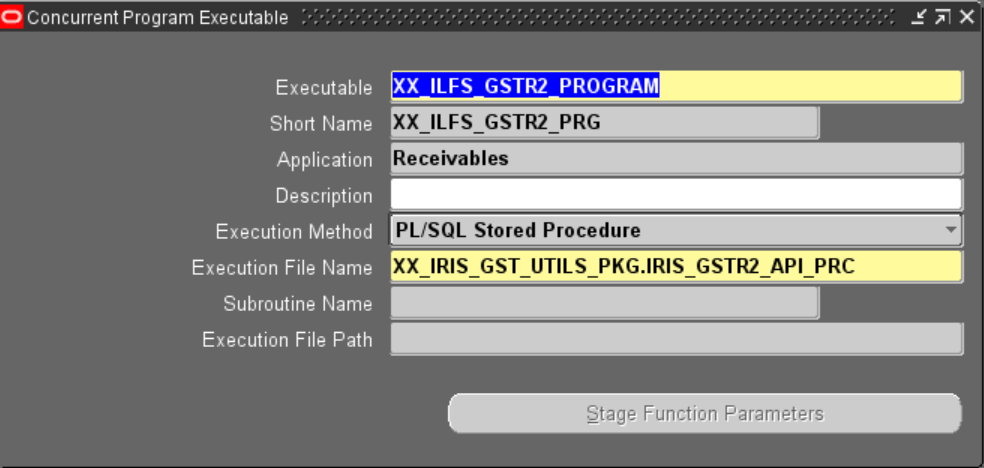 Concurrent Program Executable
Executable XX_ILFS_GSTR2_PROGRAM
Short Name XX_ILFS_GSTR2_PRG
Application Receivables
Description
Execution Method PL/SQL Stored Procedure
Execution File Name XX_IRIS_GST_UTILS_PKG.IRIS_GSTR2_API_PRC
Subroutine Name
Execution File Path
Stage Function Parameters